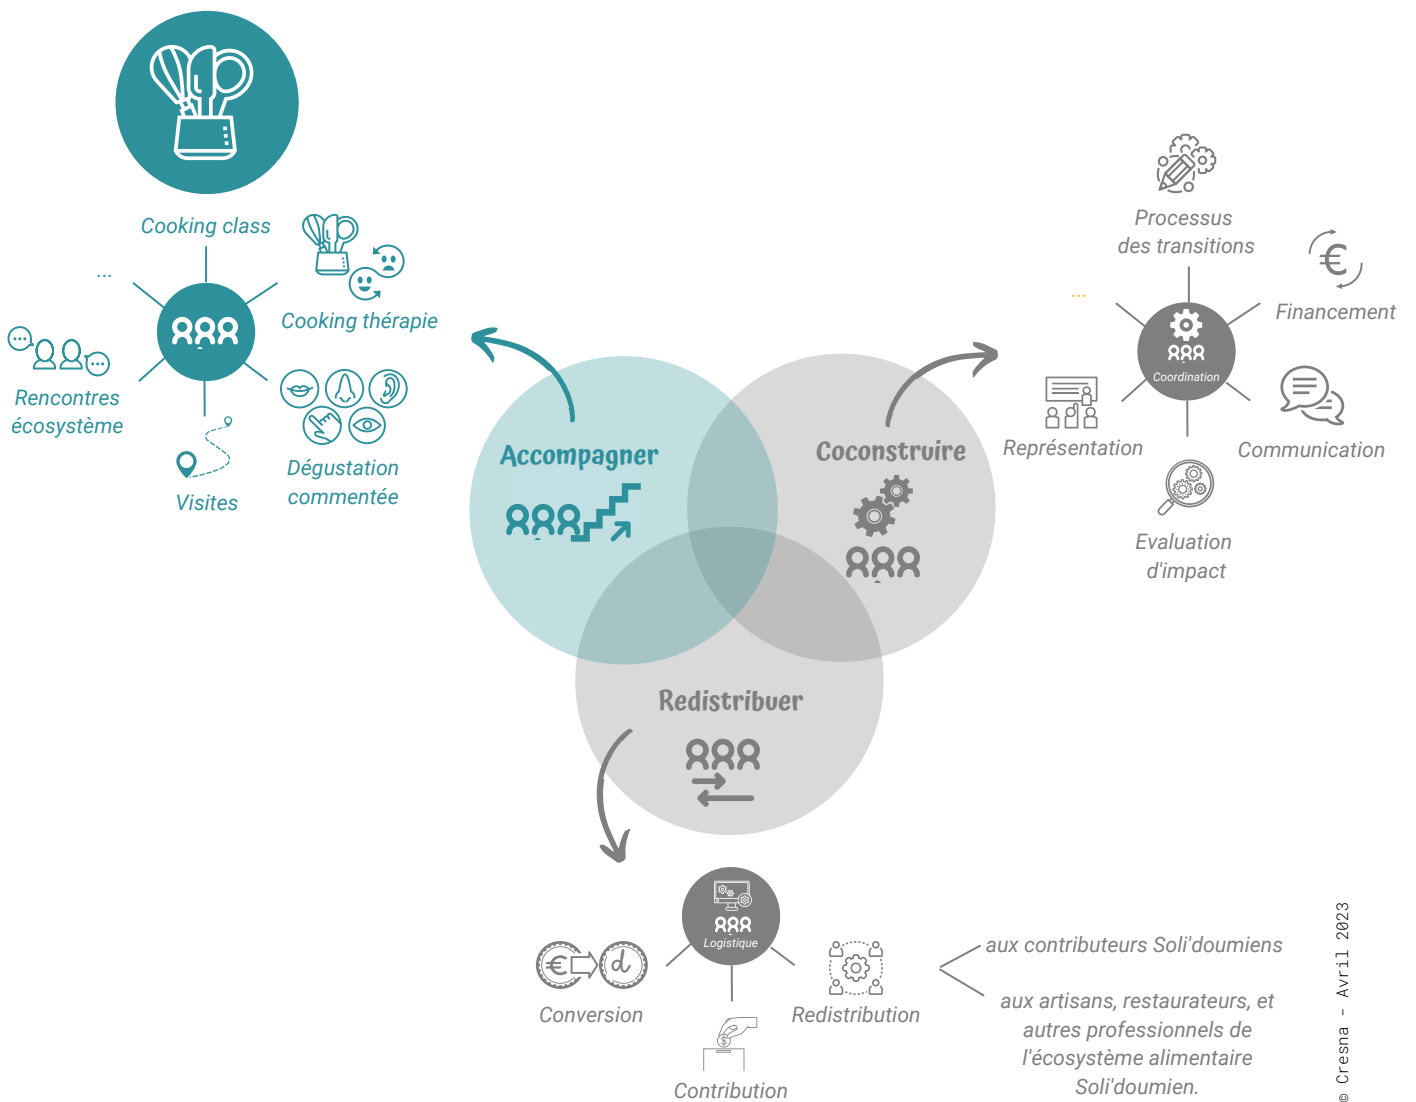 Cooking class
...
Cooking thérapie
Rencontres
écosystème
Visites
Dégustation
commentée
Accompagner
Coconstruire
Redistribuer
Processus
des transitions
...
Financement
Coordination
Représentation
Communication
Evaluation
d'impact
Logistique
€
d
Conversion
Contribution
Redistribution
aux contributeurs Soli'doumiens
aux artisans, restaurateurs, et
autres professionnels de
l'écosystème alimentaire
Soli'doumien.
© Cresna - Avril 2023